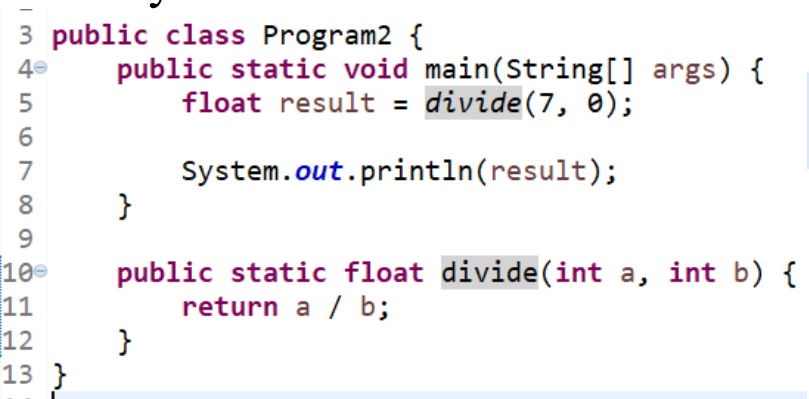 3 public class Program2 {
4 public static void main(String[] args) {
5 float result = divide(7, 0);
6
7 System.out.println(result);
8 }
9
10 public static float divide(int a, int b) {
11 return a / b;
12 }
13 }